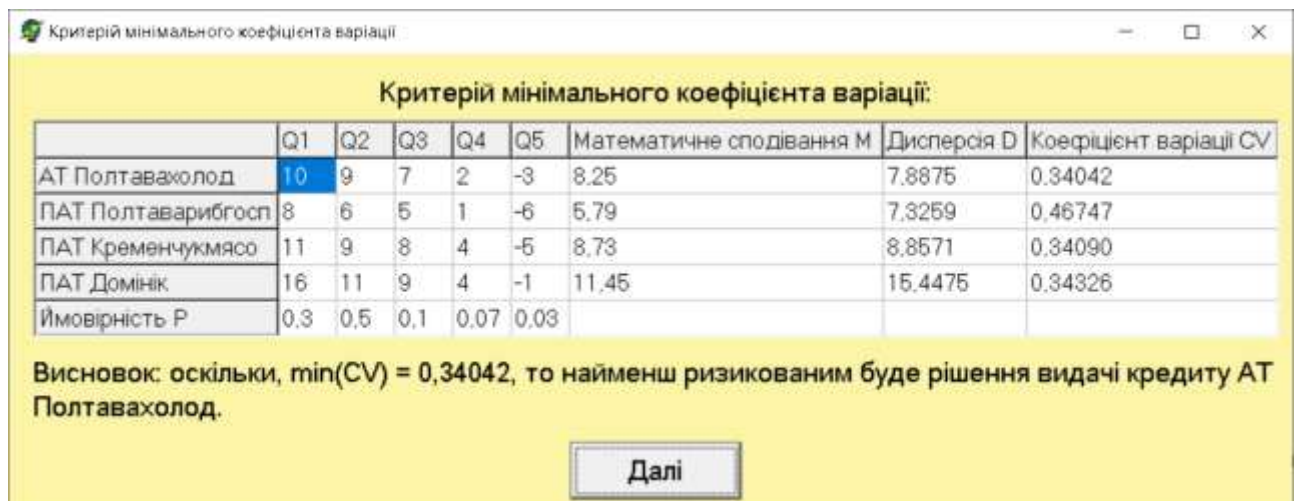 Критерій мінімального коефіцієнта варіації
Критерій мінімального коефіцієнта варіації:
Q1 Q2 Q3 Q4 Q5 Математичне сподівання M Дисперсія D Коефіцієнт варіації CV
АТ Полтавахолод 10 9 7 2 -3 8,25 7,8875 0,34042
ПАТ Полтаварибгосп 8 6 5 1 -6 5,79 7,3259 0,46747
ПАТ Кременчукмясо 11 9 8 4 -5 8,73 8,8571 0,34090
ПАТ Домінік 16 11 9 4 -1 11,45 15,4475 0,34326
Ймовірність P 0,3 0,5 0,1 0,07 0,03
Висновок: оскільки, min(CV) = 0,34042, то найменш ризикованим буде рішення видачі кредиту АТ
Полтавахолод.
Далі